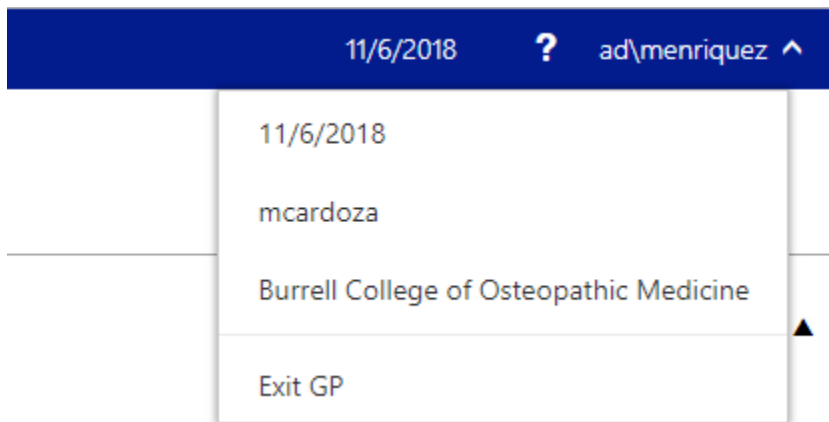 11/6/2018 ? ad\menriquez
11/6/2018
mcardoza
Burrell College of Osteopathic Medicine
Exit GP